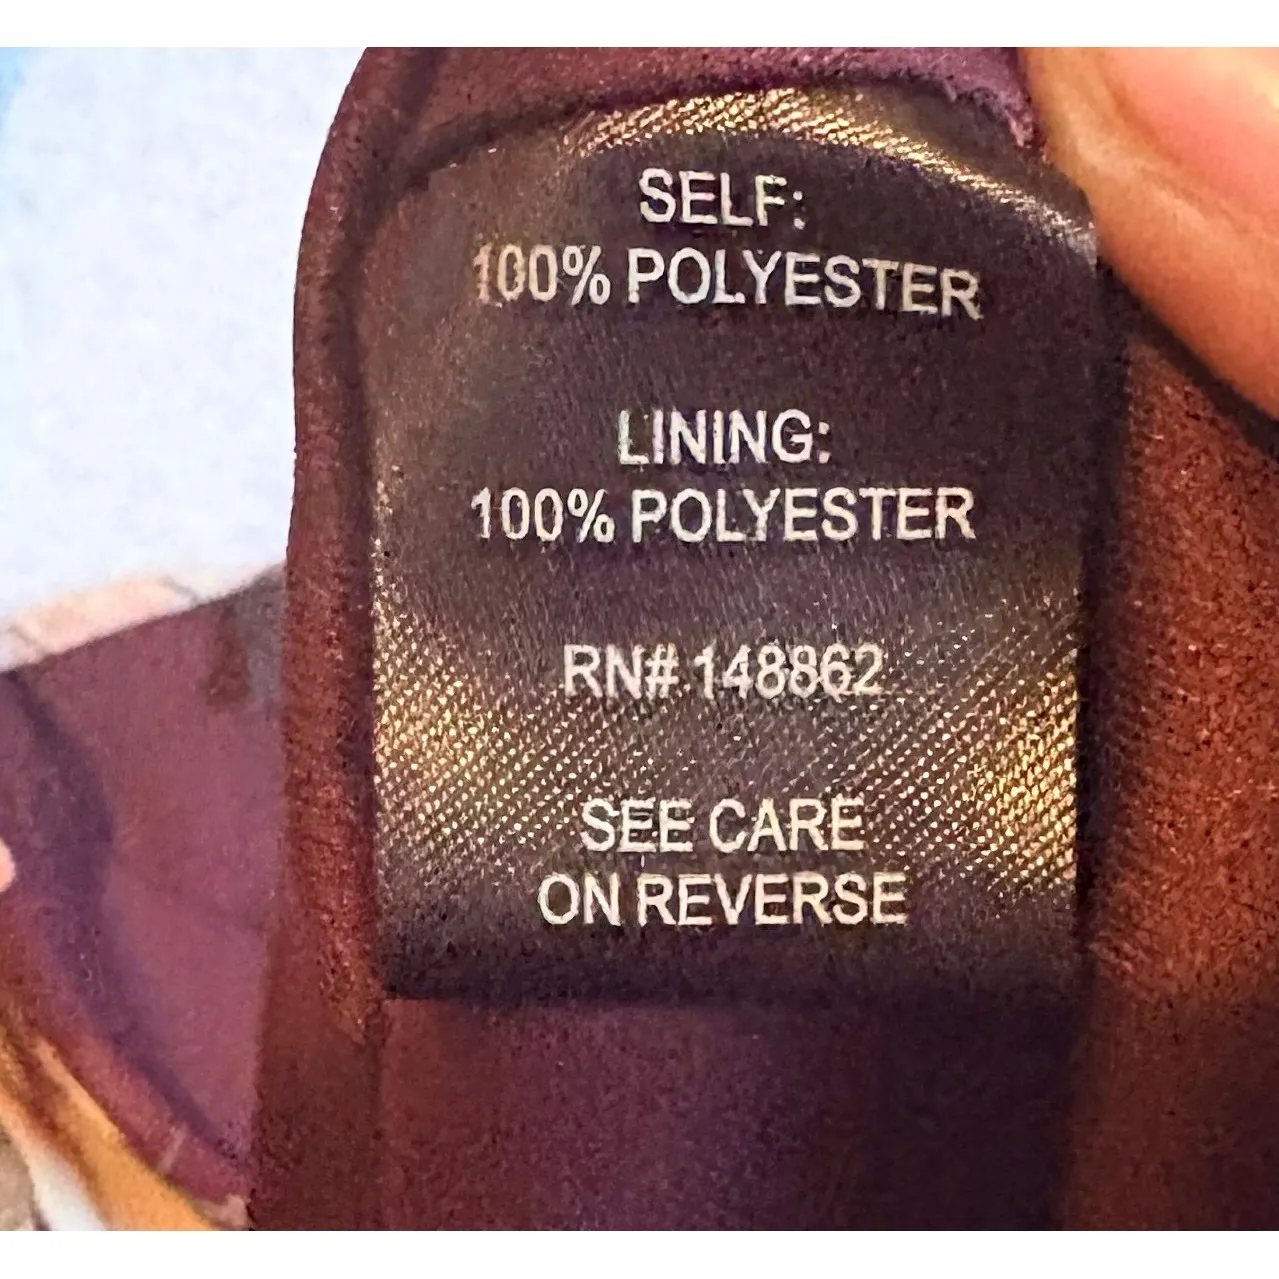 SELF:
100% POLYESTER
LINING:
100% POLYESTER
RN# 148862
SEE CARE
ON REVERSE